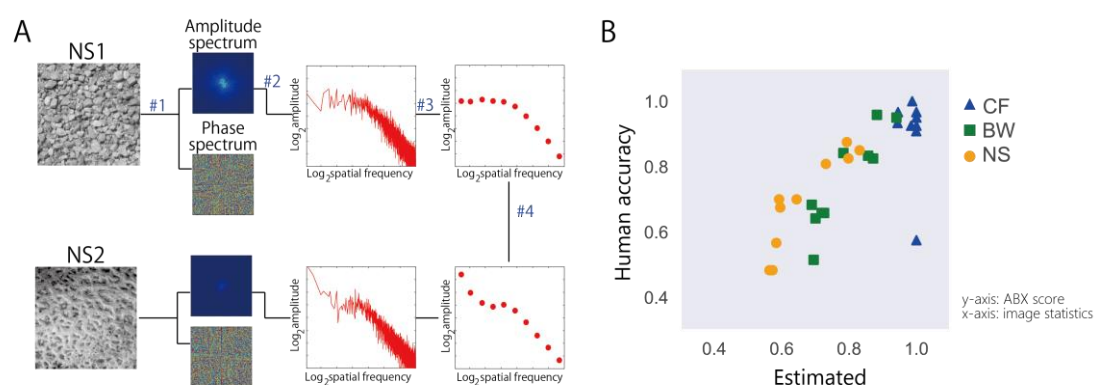 A
NS1
Amplitude
spectrum
#1
#2
Phase
spectrum
Log2amplitude
Log2spatial frequency
#3
Log2amplitude
Log2spatial frequency
#4
NS2
Log2amplitude
Log2spatial frequency
Log2amplitude
Log2spatial frequency
B
Human accuracy
1.0
0.8
0.6
0.4
0.4 0.6 0.8 1.0
Estimated
CF
BW
NS
y-axis: ABX score
x-axis: image statistics